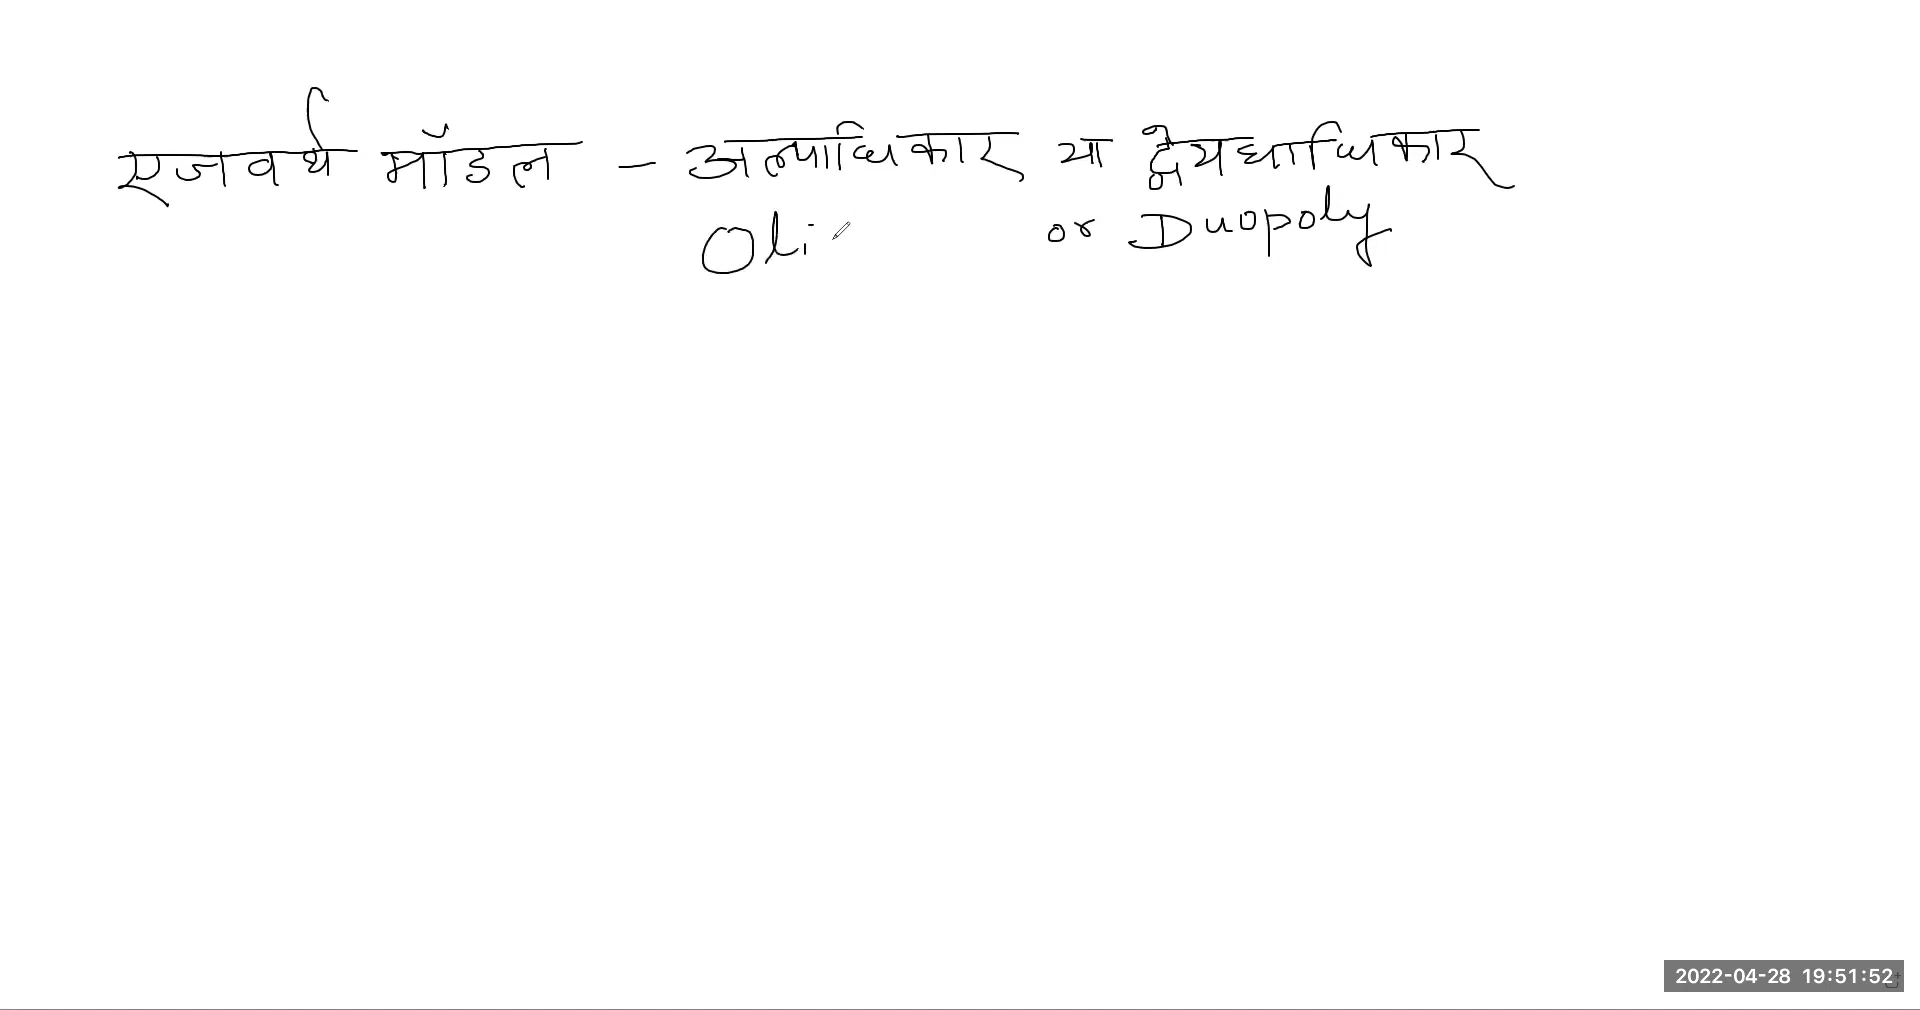 एजवर्थ मॉडल - अल्पाधिकार या द्वैयधाधिकार
Oli or Duopoly
2022-04-28 19:51:52